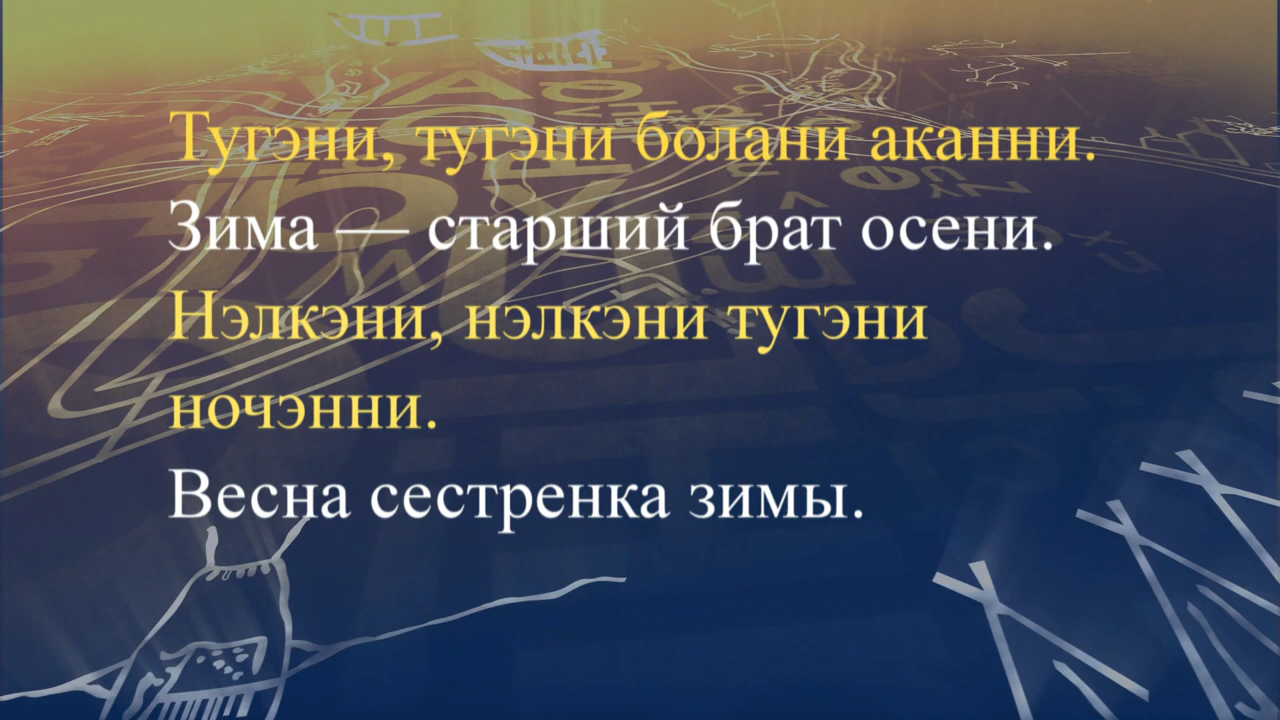 Тугэни, тугэни болани аканни.
Зима — старший брат осени.
Нэлкэни, нэлкэни тугэни
ночэнни.
Весна сестренка зимы.